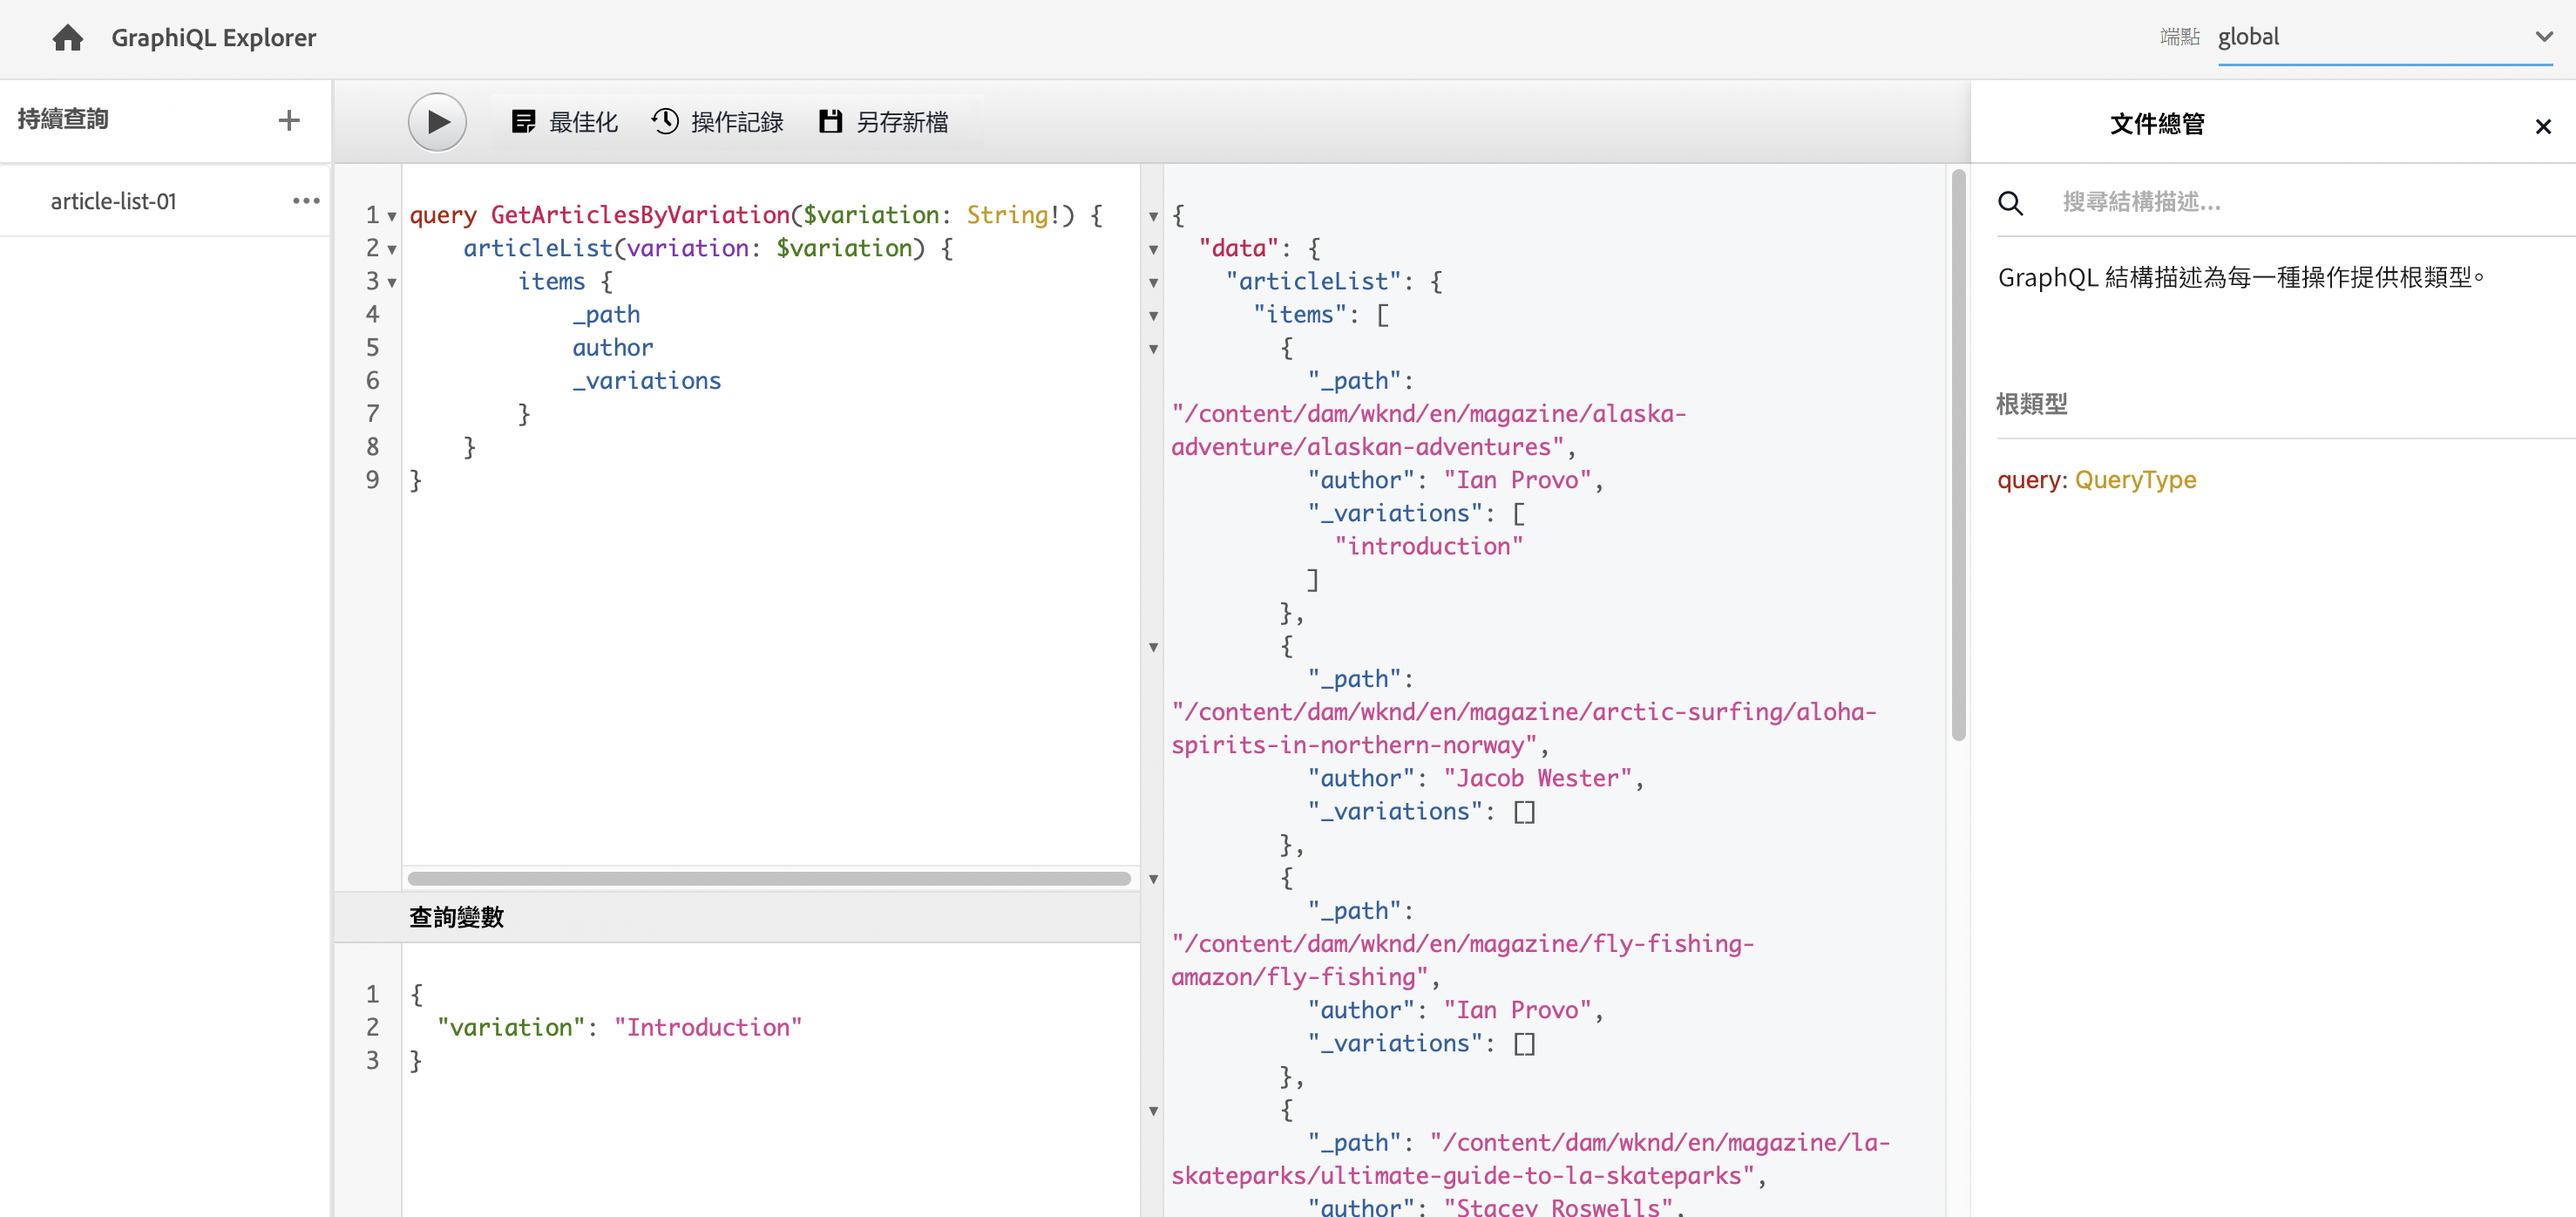 GraphiQL Explorer
端點 global
持續查詢 +
article-list-01
最佳化 操作記錄 另存新檔
1 query GetArticlesByVariation($variation: String!) {
2 articleList(variation: $variation) {
3 items {
4 _path
5 author
6 _variations
7 }
8 }
9 }
查詢變數
1 {
2 "variation": "Introduction"
3 }
{
"data": {
"articleList": {
"items": [
{
"_path":
"/content/dam/wknd/en/magazine/alaska-
adventure/alaskan-adventures",
"author": "Ian Provo",
"_variations": [
"introduction"
]
},
{
"_path":
"/content/dam/wknd/en/magazine/arctic-surfing/aloha-
spirits-in-northern-norway",
"author": "Jacob Wester",
"_variations": []
},
{
"_path":
"/content/dam/wknd/en/magazine/fly-fishing-
amazon/fly-fishing",
"author": "Ian Provo",
"_variations": []
},
{
"_path": "/content/dam/wknd/en/magazine/la-
skateparks/ultimate-guide-to-la-skateparks",
"author": "Stacey Roswells",
文件總管
搜尋結構描述...
GraphQL 結構描述為每一種操作提供根類型。
根類型
query: QueryType